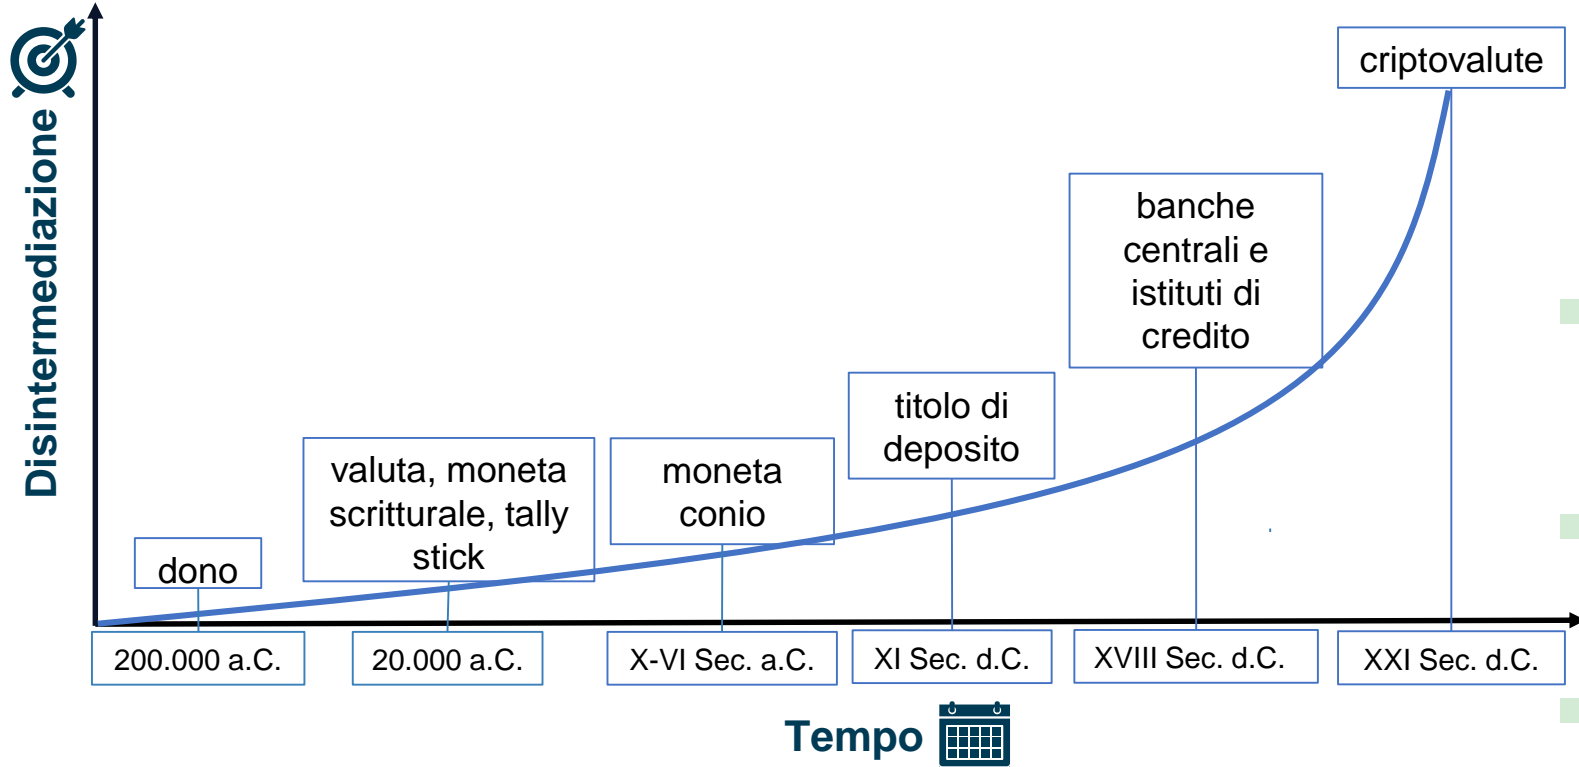 Disintermediazione
criptovalute
banche
centrali e
istituti di
credito
titolo di
deposito
moneta
conio
valuta, moneta
scritturale, tally
stick
dono
200.000 a.C.
20.000 a.C.
X-VI Sec. a.C.
XI Sec. d.C.
XVIII Sec. d.C.
XXI Sec. d.C.
Tempo